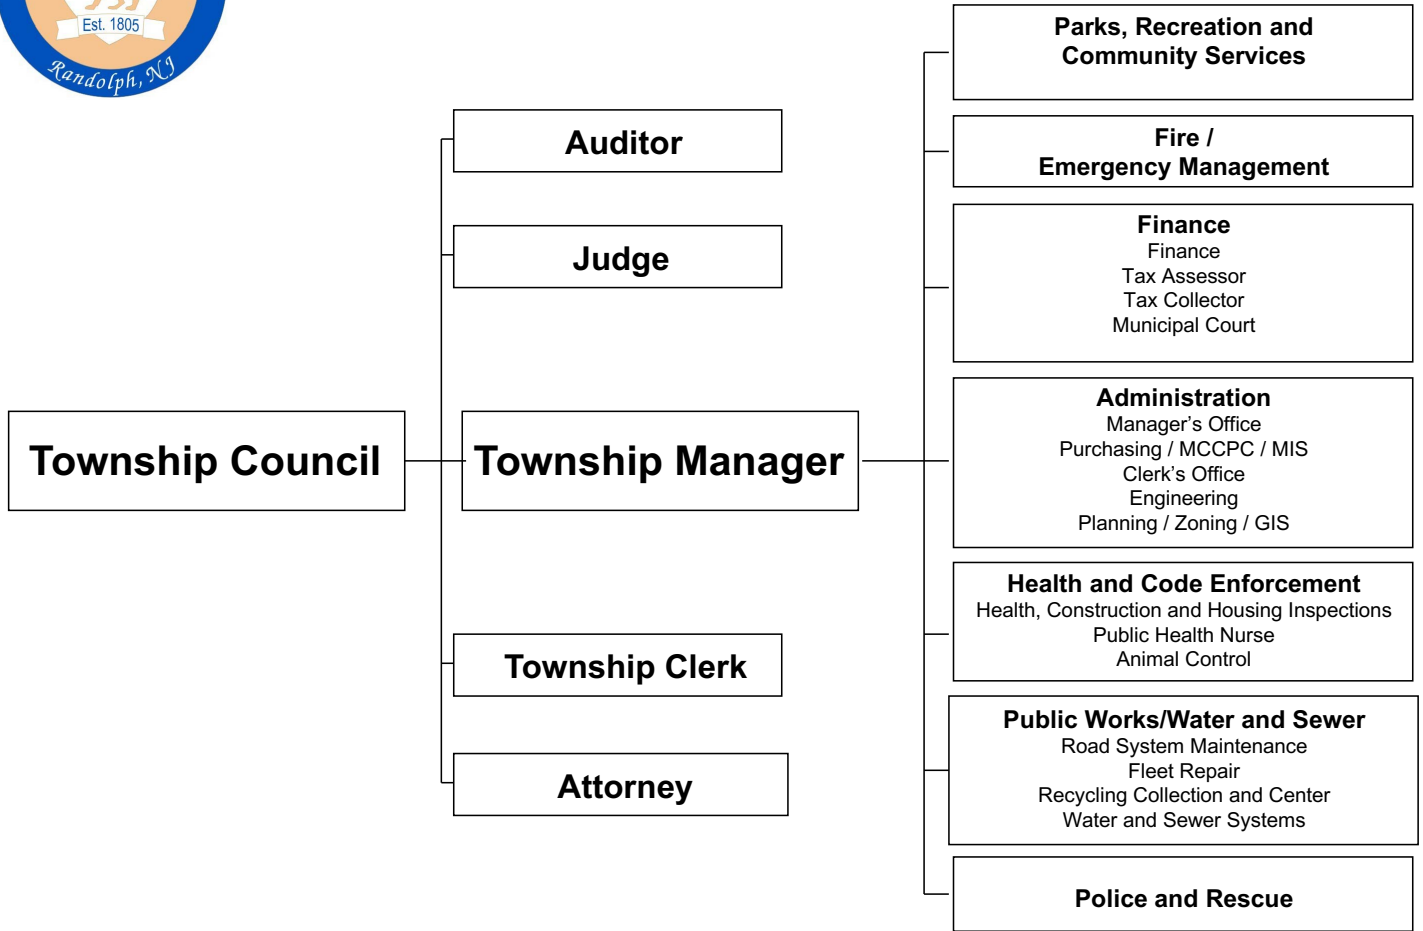 Est. 1805
Randolph, NJ
Parks, Recreation and
Community Services
Auditor
Fire /
Emergency Management
Judge
Finance
Finance
Tax Assessor
Tax Collector
Municipal Court
Township Council
Township Manager
Administration
Manager’s Office
Purchasing / MCCPC / MIS
Clerk’s Office
Engineering
Planning / Zoning / GIS
Township Clerk
Health and Code Enforcement
Health, Construction and Housing Inspections
Public Health Nurse
Animal Control
Attorney
Public Works/Water and Sewer
Road System Maintenance
Fleet Repair
Recycling Collection and Center
Water and Sewer Systems
Police and Rescue